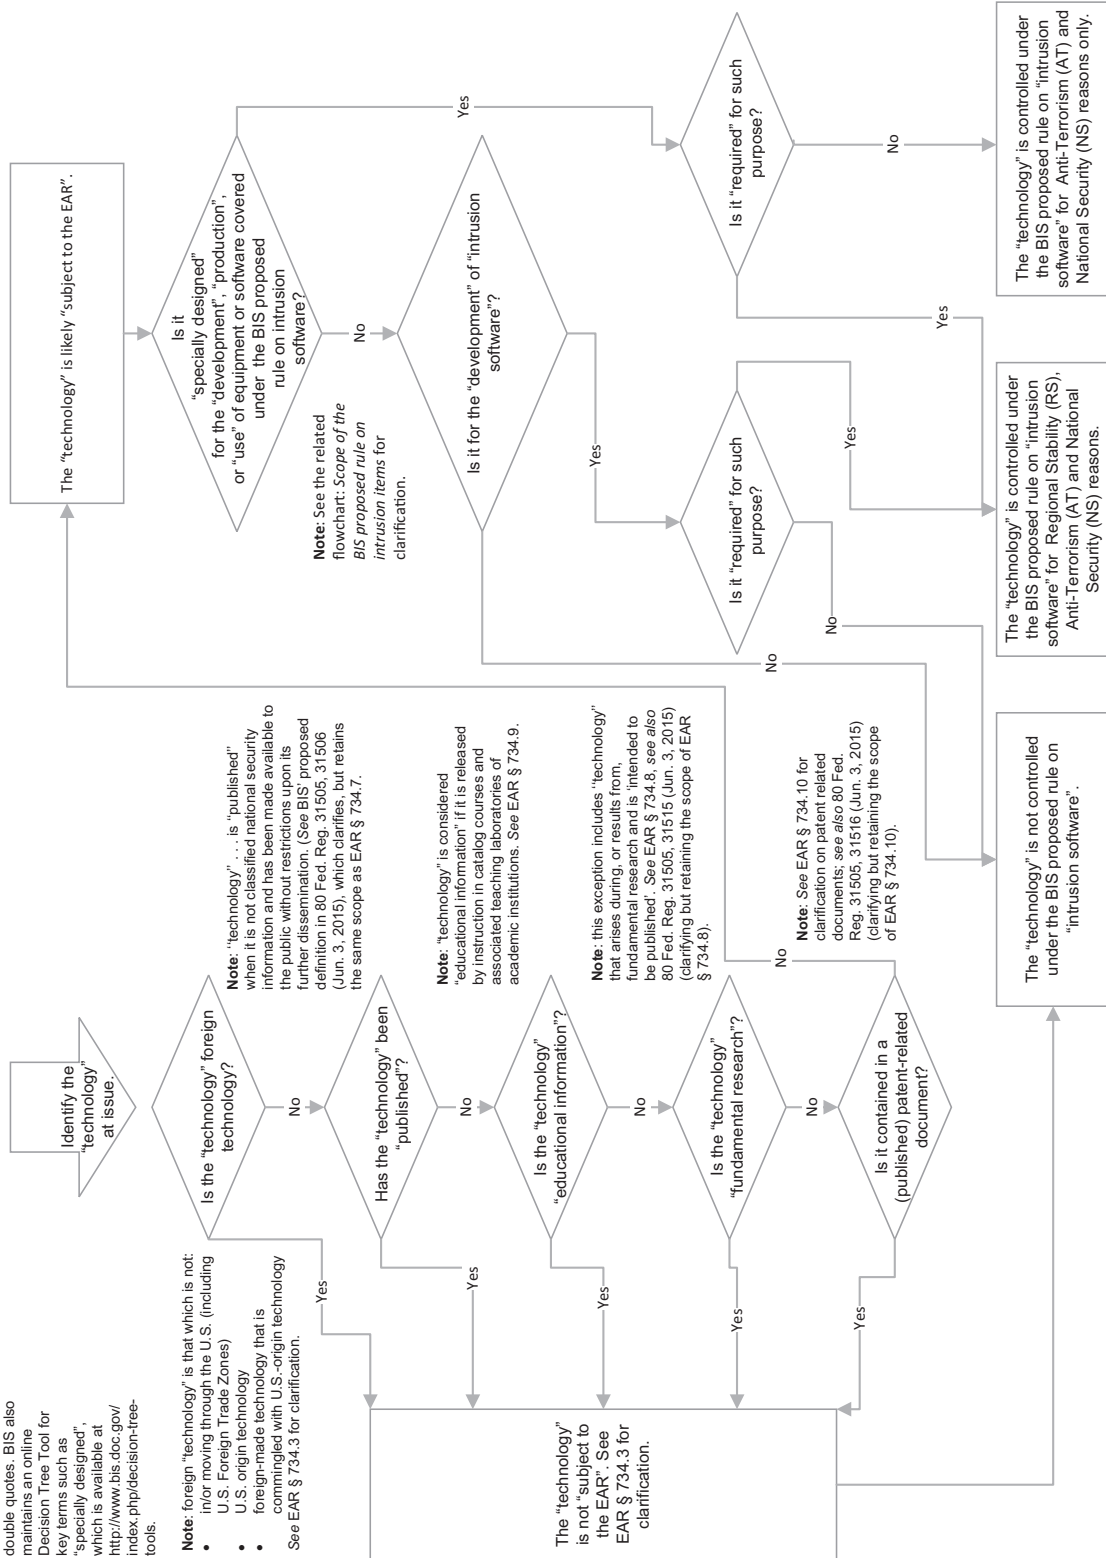 double quotes. BIS also
maintains an online
Decision Tree Tool for
key terms such as
“specially designed”,
which is available at
http://www.bis.doc.gov/
index.php/decision-tree-
tools.
Identify the
“technology”
at issue.
Note: foreign “technology” is that which is not:
• in/or moving through the U.S. (including
U.S. Foreign Trade Zones)
• U.S. origin technology
• foreign-made technology that is
commingled with U.S.-origin technology
See EAR § 734.3 for clarification.
Is the “technology” foreign
technology?
Yes
No
Note: “technology” . . . is “published”
when it is not classified national security
information and has been made available to
the public without restrictions upon its
further dissemination. (See BIS’ proposed
definition in 80 Fed. Reg. 31505, 31506
(Jun. 3, 2015), which clarifies, but retains
the same scope as EAR § 734.7.
Has the “technology” been
“published”?
Yes
No
Note: “technology” is considered
“educational information” if it is released
by instruction in catalog courses and
associated teaching laboratories of
academic institutions. See EAR § 734.9.
Is the “technology”
“educational information”?
Yes
No
Note: this exception includes “technology”
that arises during, or results from,
fundamental research and is ‘intended to
be published’. See EAR § 734.8, see also
80 Fed. Reg. 31505, 31515 (Jun. 3, 2015)
(clarifying but retaining the scope of EAR
§ 734.8).
Is the “technology”
“fundamental research”?
Yes
No
Note: See EAR § 734.10 for
clarification on patent related
documents; see also 80 Fed.
Reg. 31505, 31516 (Jun. 3, 2015)
(clarifying but retaining the scope
of EAR § 734.10).
Is it contained in a
(published) patent-related
document?
Yes
No
The “technology”
is not “subject to
the EAR”. See
EAR § 734.3 for
clarification.
The “technology” is likely “subject to the EAR”.
Is it
“specially designed”
for the “development”, “production”,
or “use” of equipment or software covered
under the BIS proposed
rule on intrusion
software?
Yes
No
Note: See the related
flowchart: Scope of the
BIS proposed rule on
intrusion items for
clarification.
Is it for the “development” of “intrusion
software”?
Yes
No
Is it “required” for such
purpose?
Yes
No
Is it “required” for such
purpose?
Yes
No
The “technology” is not controlled
under the BIS proposed rule on
“intrusion software”.
The “technology” is controlled under
the BIS proposed rule on “intrusion
software” for Regional Stability (RS),
Anti-Terrorism (AT) and National
Security (NS) reasons.
The “technology” is controlled under
the BIS proposed rule on “intrusion
software” for Anti-Terrorism (AT) and
National Security (NS) reasons only.